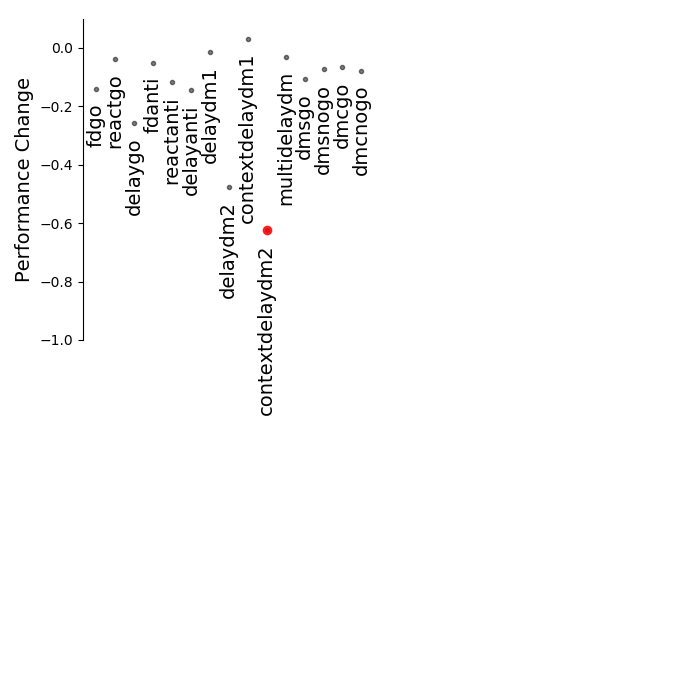 0.0
−0.2
−0.4
−0.6
−0.8
−1.0
Performance Change
fdgo
reactgo
delaygo
fdanti
reactanti
delayanti
delaydm1
delaydm2
contextdelaydm1
contextdelaydm2
multidelaydm
dmsgo
dmsnogo
dmcgo
dmcnogo